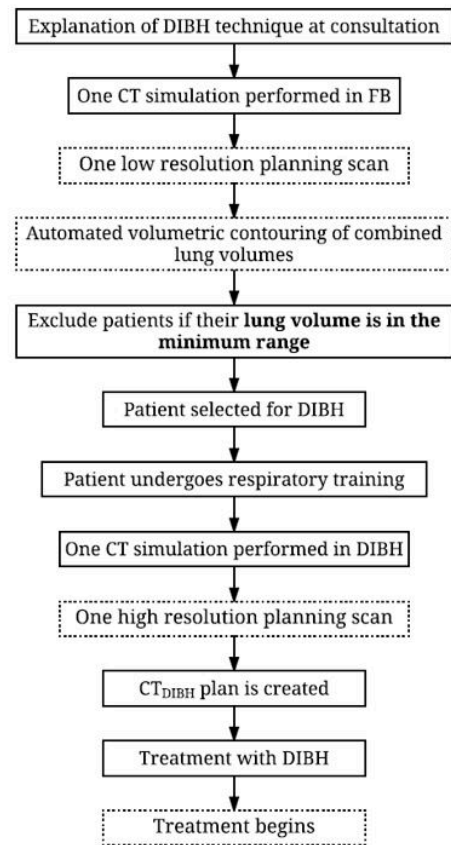 Explanation of DIBH technique at consultation
One CT simulation performed in FB
One low resolution planning scan
Automated volumetric contouring of combined
lung volumes
Exclude patients if their lung volume is in the
minimum range
Patient selected for DIBH
Patient undergoes respiratory training
One CT simulation performed in DIBH
One high resolution planning scan
CTDIBH plan is created
Treatment with DIBH
Treatment begins